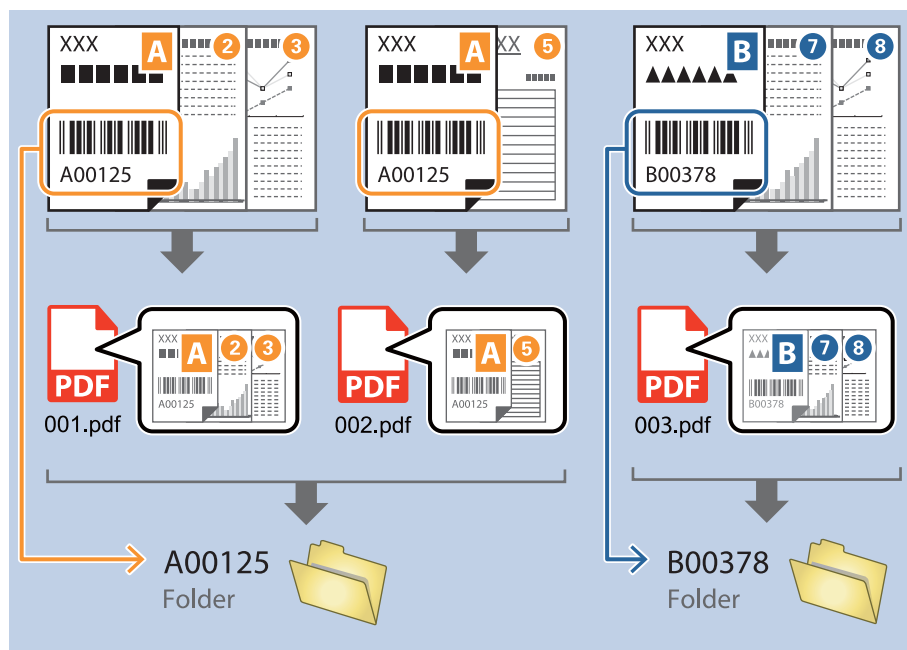 XXX A 2 3
A00125
XXX A XX 5
A00125
XXX B 7 8
B00378
PDF
001.pdf
XXX A 2 3
A00125
PDF
002.pdf
XXX A 5
A00125
PDF
003.pdf
XXX B 7 8
B00378
A00125
Folder
B00378
Folder